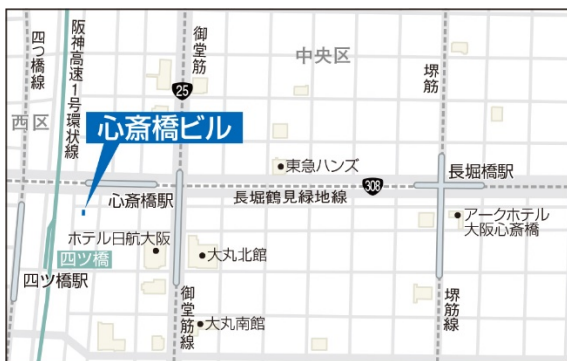 四つ橋線
阪神高速1号環状線
御堂筋
中央区
堺筋
25
西区
心斎橋ビル
東急ハンズ
長堀橋駅
心斎橋駅
長堀鶴見緑地線
308
アークホテル
大阪心斎橋
ホテル日航大阪
大丸北館
四ツ橋
四ツ橋駅
御堂筋線
大丸南館
堺筋線